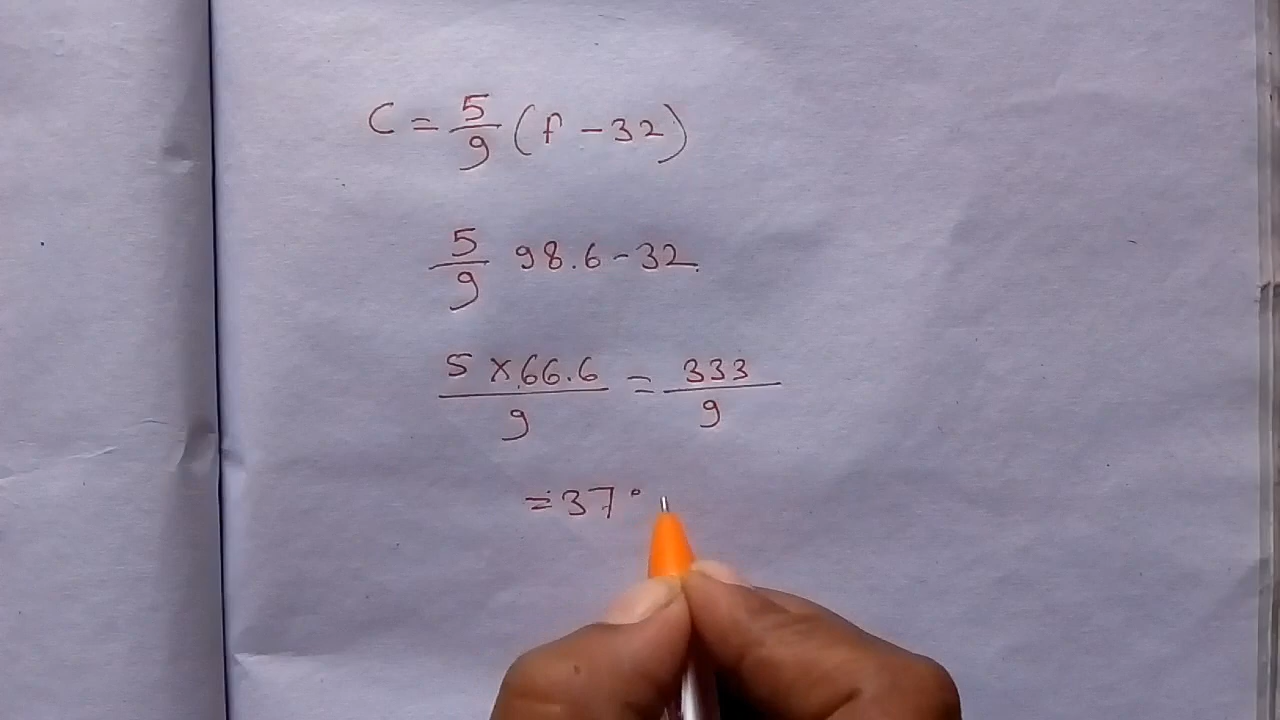 C = 5/9 (f - 32)
5/9 98.6 - 32
5 × 66.6 / 9 = 333 / 9
= 37°